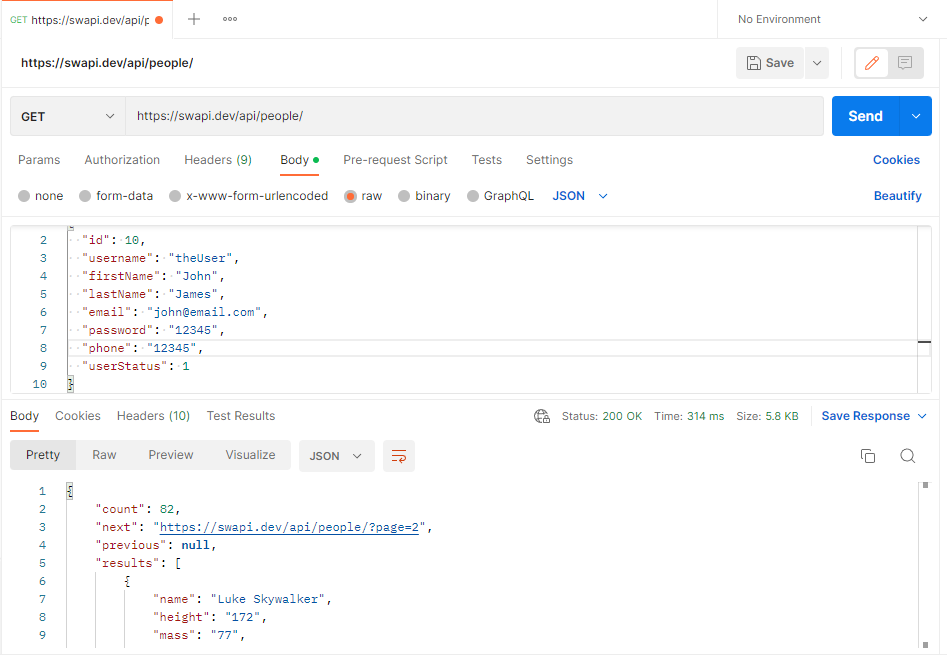 GET https://swapi.dev/api/p
No Environment
https://swapi.dev/api/people/
Save
GET https://swapi.dev/api/people/
Send
Params Authorization Headers (9) Body Pre-request Script Tests Settings Cookies
none form-data x-www-form-urlencoded raw binary GraphQL JSON Beautify
2 "id": 10,
3 "username": "theUser",
4 "firstName": "John",
5 "lastName": "James",
6 "email": "john@email.com",
7 "password": "12345",
8 "phone": "12345",
9 "userStatus": 1
10 }
Body Cookies Headers (10) Test Results Status: 200 OK Time: 314 ms Size: 5.8 KB Save Response
Pretty Raw Preview Visualize JSON
1 {
2 "count": 82,
3 "next": "https://swapi.dev/api/people/?page=2",
4 "previous": null,
5 "results": [
6 {
7 "name": "Luke Skywalker",
8 "height": "172",
9 "mass": "77",